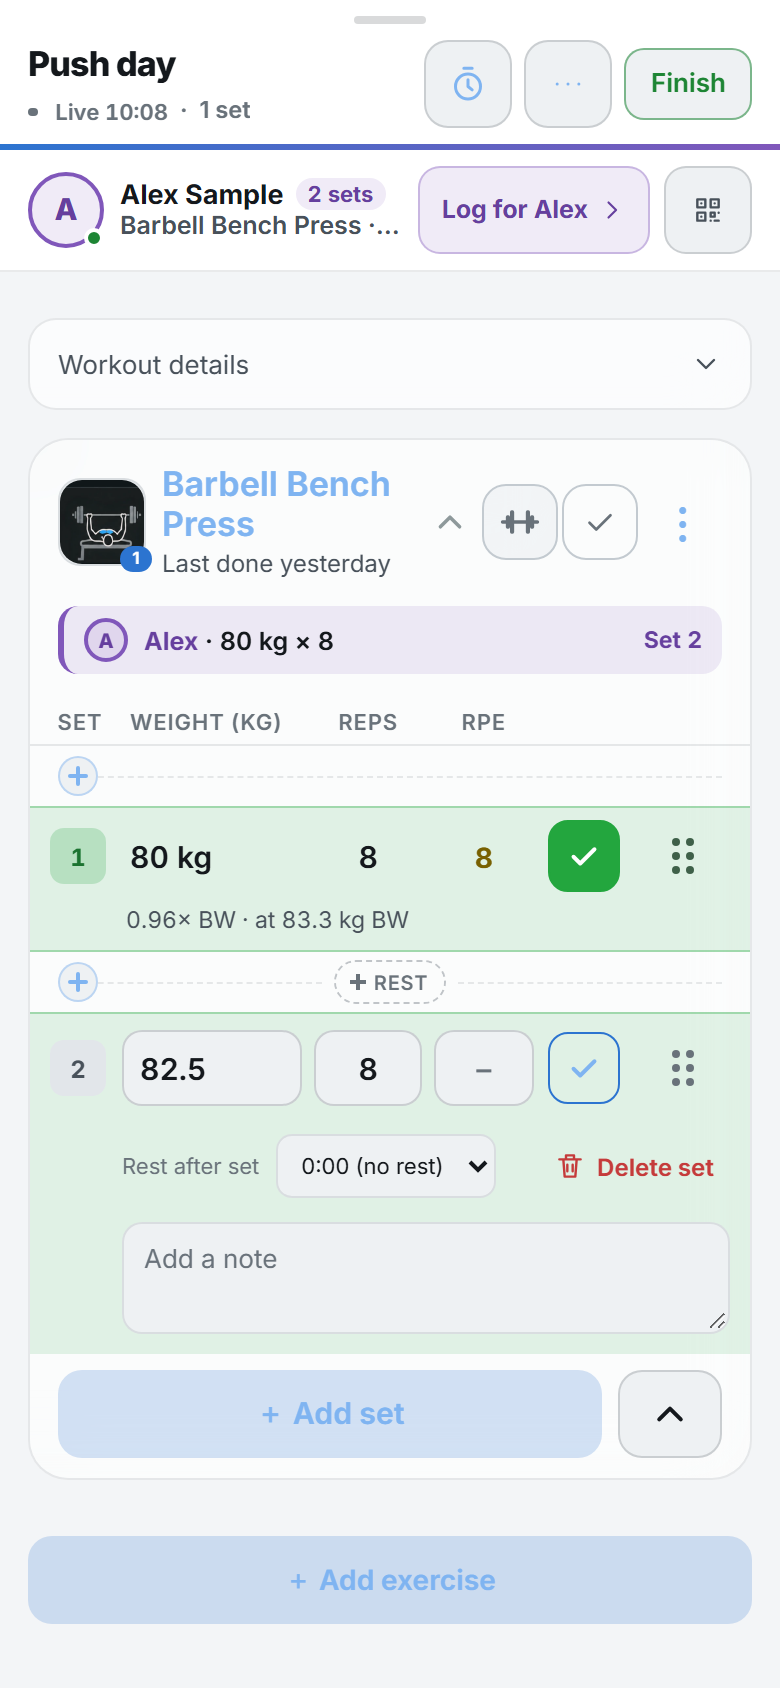 Push day
Live 10:08 · 1 set
Finish
A
Alex Sample 2 sets
Barbell Bench Press ·...
Log for Alex
Workout details
Barbell Bench
Press
1
Last done yesterday
A Alex · 80 kg × 8 Set 2
SET WEIGHT (KG) REPS RPE
1 80 kg 8 8
0.96× BW · at 83.3 kg BW
+ REST
2 82.5 8 –
Rest after set 0:00 (no rest) Delete set
Add a note
+ Add set
+ Add exercise